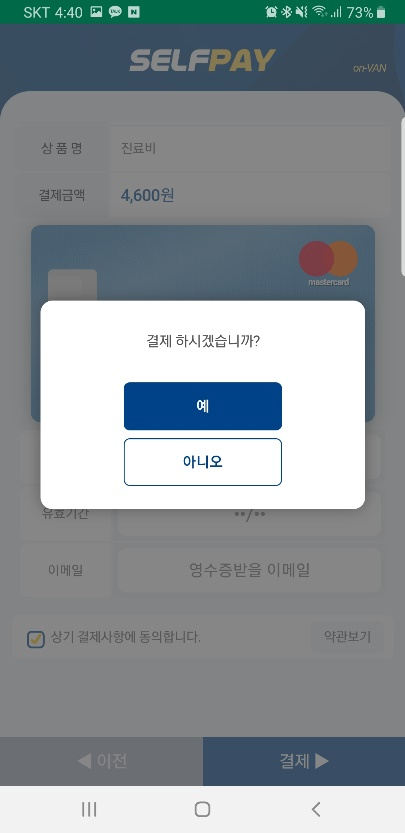 SKT 4:40 TALK N 73%
SELFPAY
on-VAN
상 품 명 진료비
결제금액 4,600원
mastercard
결제 하시겠습니까?
예
아니오
유효기간 ••/••
이메일 영수증받을 이메일
상기 결제사항에 동의합니다. 약관보기
◀ 이전 결제 ▶